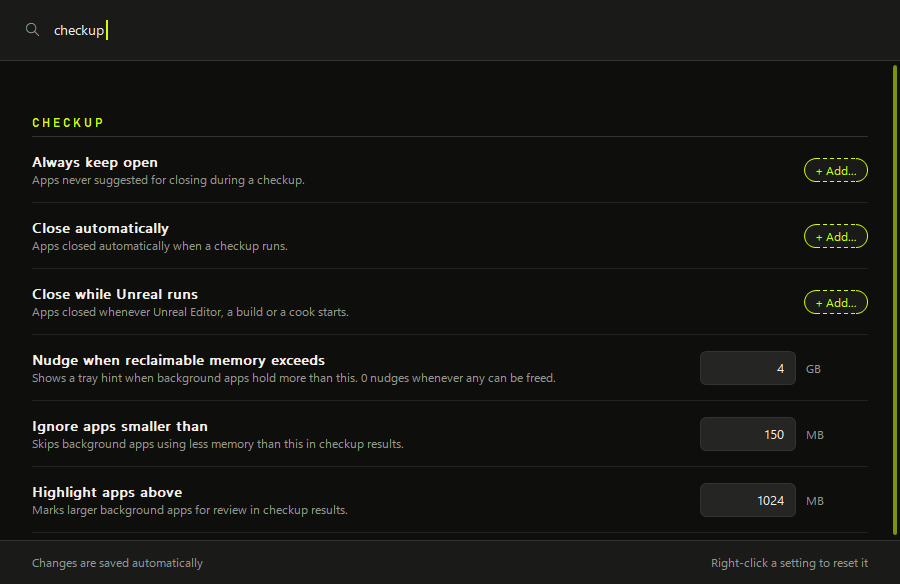 checkup
CHECKUP
Always keep open
Apps never suggested for closing during a checkup.
+ Add...
Close automatically
Apps closed automatically when a checkup runs.
+ Add...
Close while Unreal runs
Apps closed whenever Unreal Editor, a build or a cook starts.
+ Add...
Nudge when reclaimable memory exceeds
Shows a tray hint when background apps hold more than this. 0 nudges whenever any can be freed.
4 GB
Ignore apps smaller than
Skips background apps using less memory than this in checkup results.
150 MB
Highlight apps above
Marks larger background apps for review in checkup results.
1024 MB
Changes are saved automatically
Right-click a setting to reset it